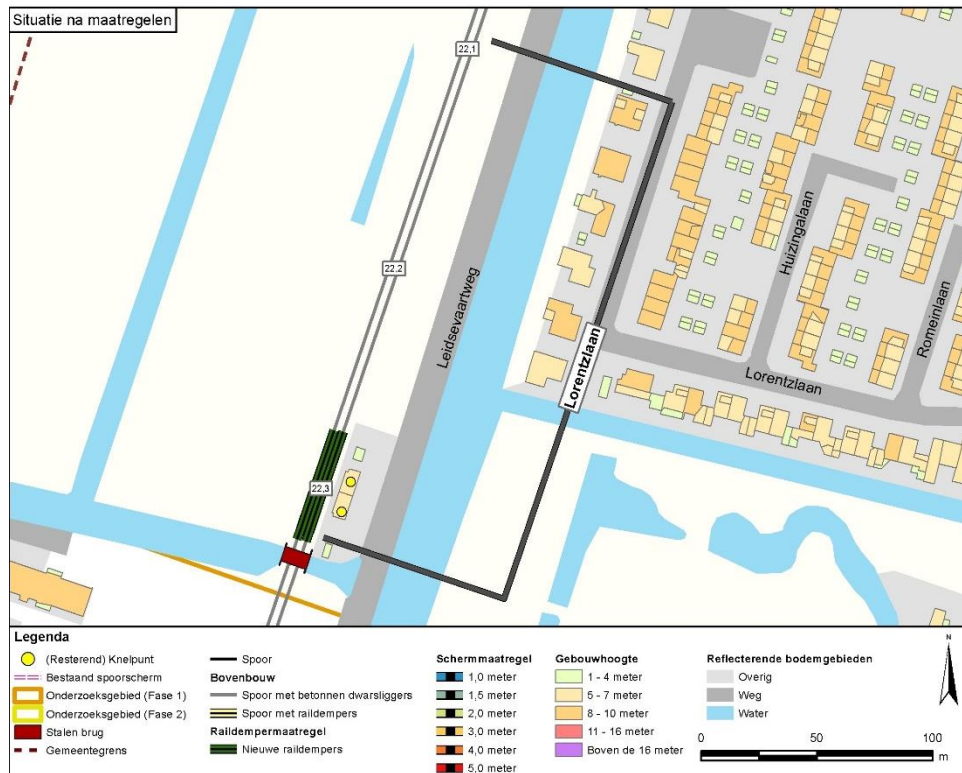 Situatie na maatregelen
22,1
22,2
22,3
Leidsevaartweg
Lorentzlaan
Huizingalaan
Romeinlaan
Lorentzlaan
Legenda
(Resterend) Knelpunt
Bestaand spoorscherm
Onderzoeksgebied (Fase 1)
Onderzoeksgebied (Fase 2)
Stalen brug
Gemeentegrens
Spoor
Bovenbouw
Spoor met betonnen dwarsliggers
Spoor met raildempers
Raildempermaatregel
Nieuwe raildempers
Schermmaatregel
1,0 meter
1,5 meter
2,0 meter
3,0 meter
4,0 meter
5,0 meter
Gebouwhoogte
1 - 4 meter
5 - 7 meter
8 - 10 meter
11 - 16 meter
Boven de 16 meter
Reflecterende bodemgebieden
Overig
Weg
Water
N
0 50 100
m